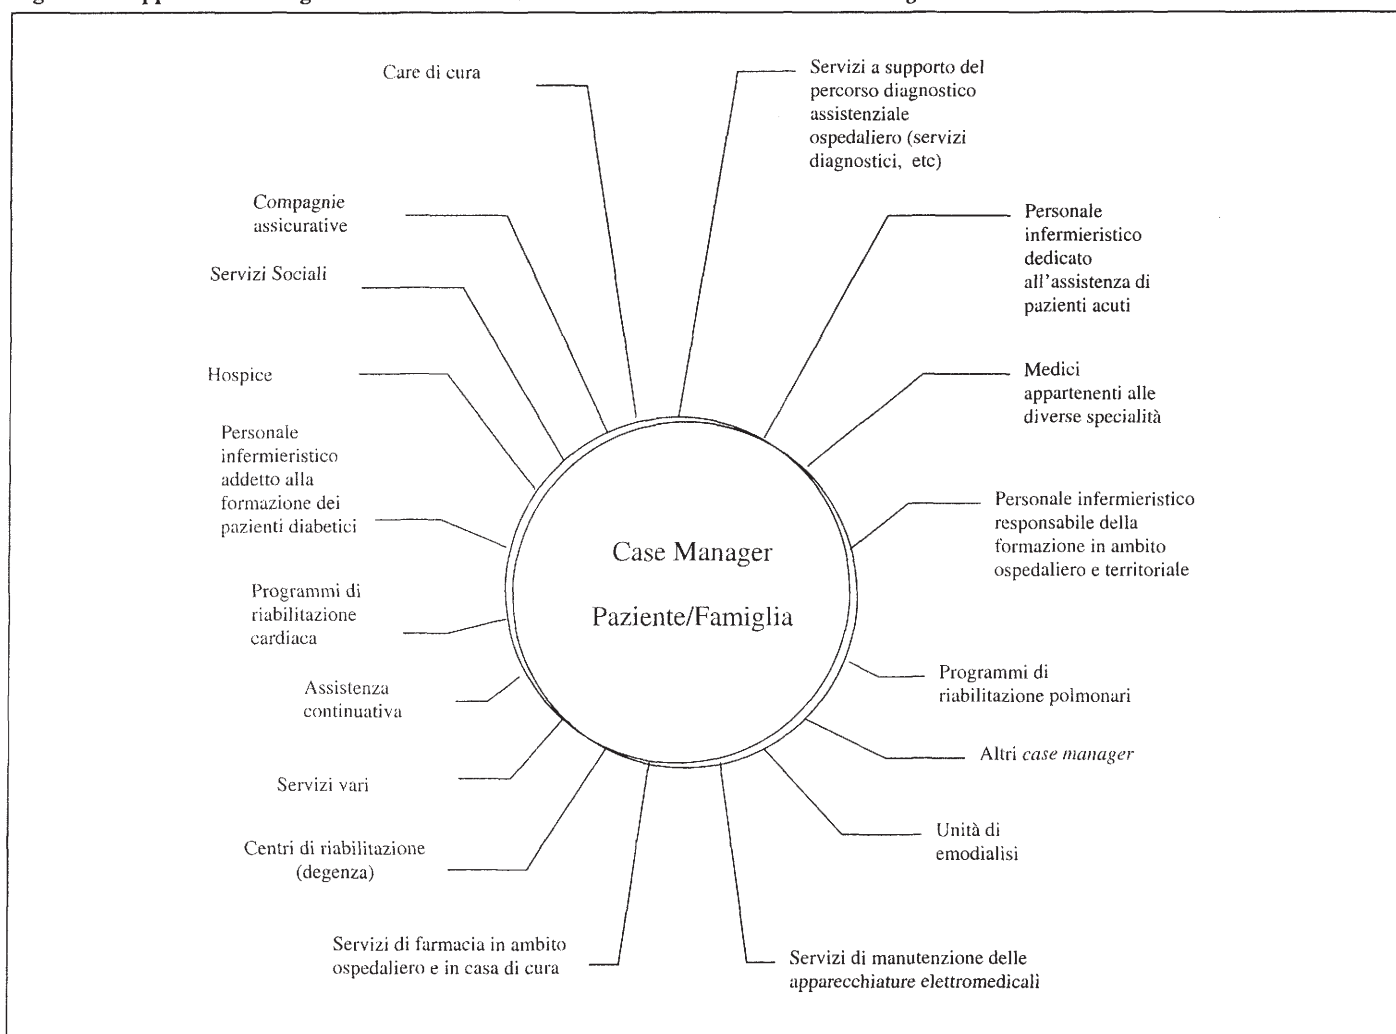 Care di cura
Servizi a supporto del
percorso diagnostico
assistenziale
ospedaliero (servizi
diagnostici, etc)
Compagnie
assicurative
Personale
infermieristico
dedicato
all'assistenza di
pazienti acuti
Servizi Sociali
Hospice
Medici
appartenenti alle
diverse specialità
Personale
infermieristico
addetto alla
formazione dei
pazienti diabetici
Personale infermieristico
responsabile della
formazione in ambito
ospedaliero e territoriale
Case Manager
Paziente/Famiglia
Programmi di
riabilitazione
cardiaca
Programmi di
riabilitazione polmonari
Assistenza
continuativa
Altri case manager
Servizi vari
Unità di
emodialisi
Centri di riabilitazione
(degenza)
Servizi di farmacia in ambito
ospedaliero e in casa di cura
Servizi di manutenzione delle
apparecchiature elettromedicali